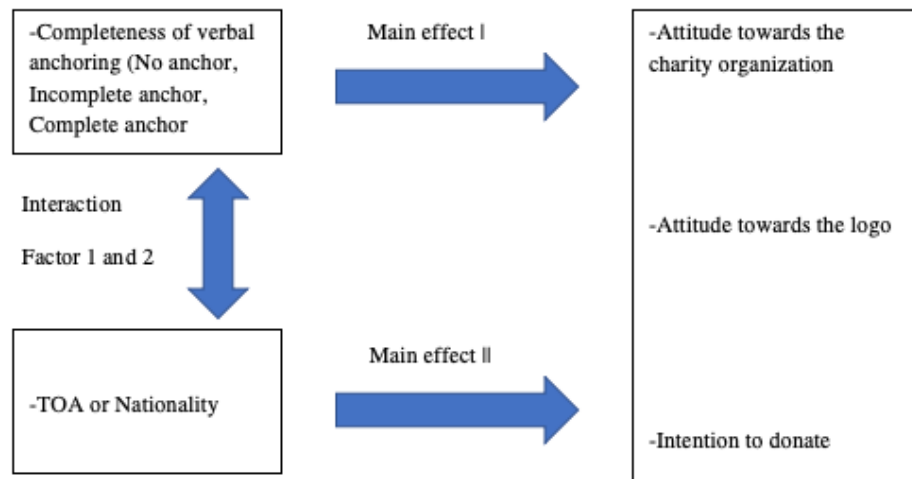 -Completeness of verbal
anchoring (No anchor,
Incomplete anchor,
Complete anchor
Main effect |
-Attitude towards the
charity organization
Interaction
Factor 1 and 2
-Attitude towards the logo
Main effect ||
-TOA or Nationality
-Intention to donate